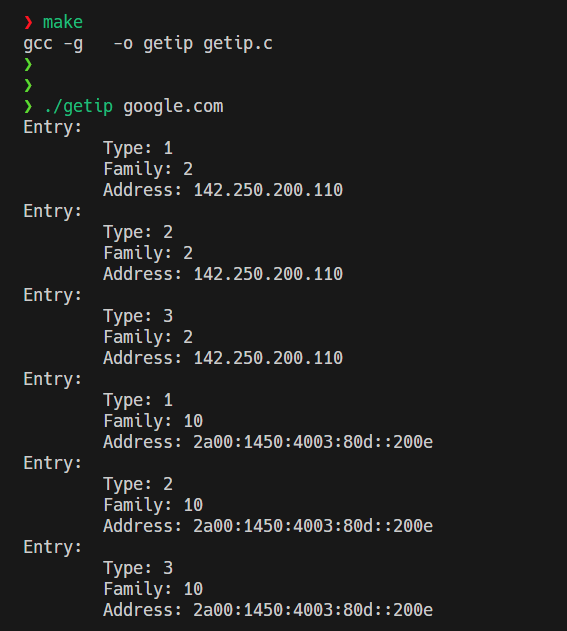 ❯ make
gcc -g   -o getip getip.c
❯
❯
❯ ./getip google.com
Entry:
        Type: 1
        Family: 2
        Address: 142.250.200.110
Entry:
        Type: 2
        Family: 2
        Address: 142.250.200.110
Entry:
        Type: 3
        Family: 2
        Address: 142.250.200.110
Entry:
        Type: 1
        Family: 10
        Address: 2a00:1450:4003:80d::200e
Entry:
        Type: 2
        Family: 10
        Address: 2a00:1450:4003:80d::200e
Entry:
        Type: 3
        Family: 10
        Address: 2a00:1450:4003:80d::200e